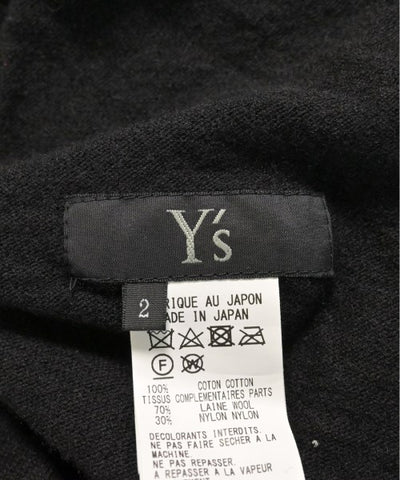 Y's
2
RIQUE AU JAPON
ADE IN JAPAN
F W
100% COTON COTTON
TISSUS COMPLEMENTAIRES PARTS
70% LAINE WOOL
30% NYLON NYLON
DECOLORANTS INTERDITS.
NE PAS FAIRE SÉCHER A LA
MACHINE.
NE PAS REPASSER.
A REPASSER A LA VAPEUR